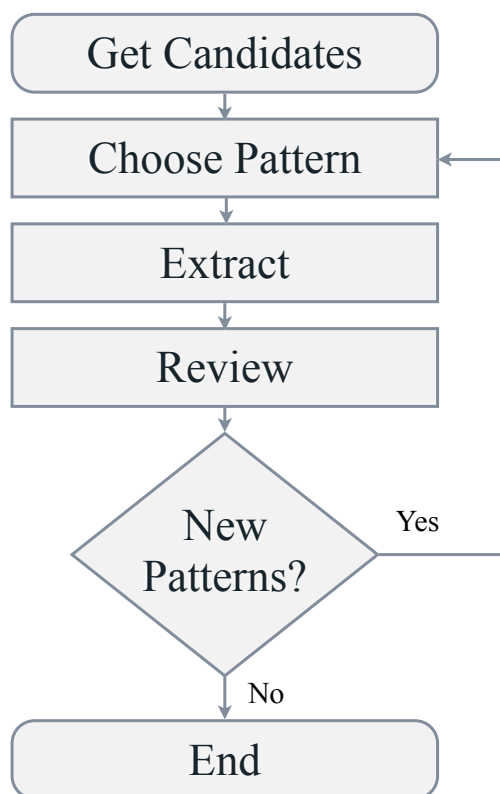 Get Candidates
Choose Pattern
Extract
Review
New
Patterns?
Yes
No
End